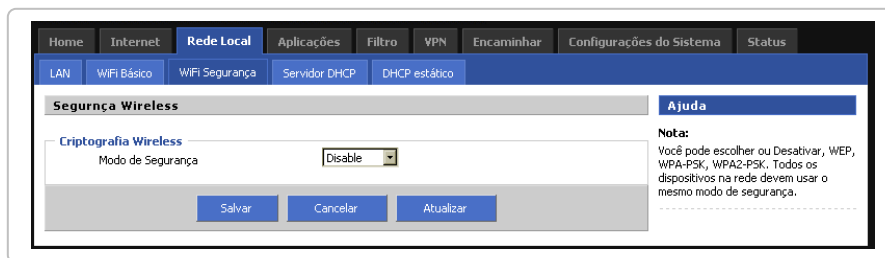 Home Internet Rede Local Aplicações Filtro VPN Encaminhar Configurações do Sistema Status
LAN WiFi Básico WiFi Segurança Servidor DHCP DHCP estático
Segurnça Wireless
Criptografia Wireless
Modo de Segurança Disable
Salvar Cancelar Atualizar
Ajuda
Nota:
Você pode escolher ou Desativar, WEP,
WPA-PSK, WPA2-PSK. Todos os
dispositivos na rede devem usar o
mesmo modo de segurança.